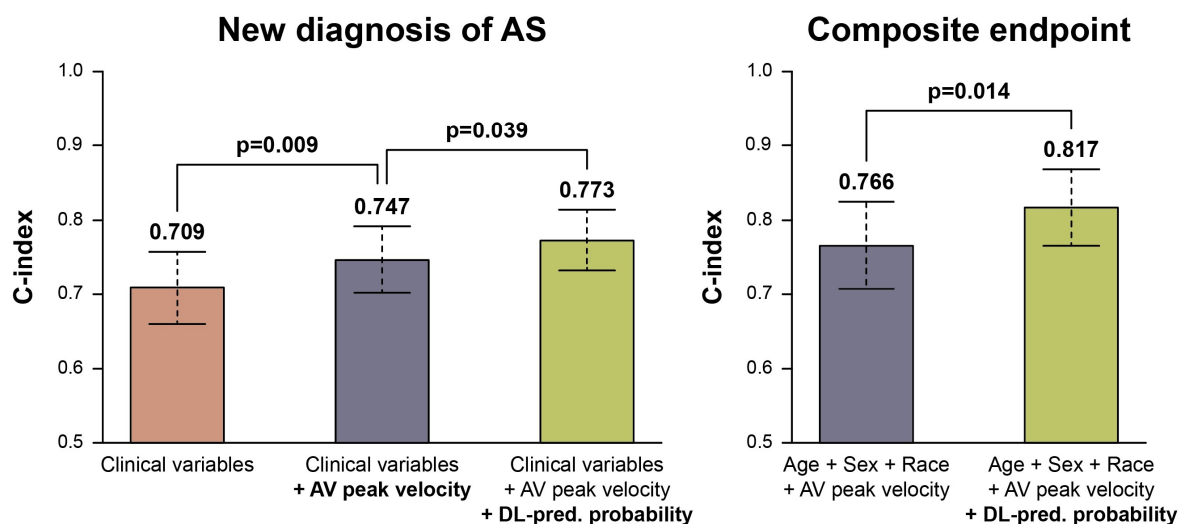 New diagnosis of AS
C-index
1.0
0.9
0.8
0.7
0.6
0.5
p=0.009
p=0.039
0.709
0.747
0.773
Clinical variables
Clinical variables
+ AV peak velocity
Clinical variables
+ AV peak velocity
+ DL-pred. probability
Composite endpoint
C-index
1.0
0.9
0.8
0.7
0.6
0.5
p=0.014
0.766
0.817
Age + Sex + Race
+ AV peak velocity
Age + Sex + Race
+ AV peak velocity
+ DL-pred. probability